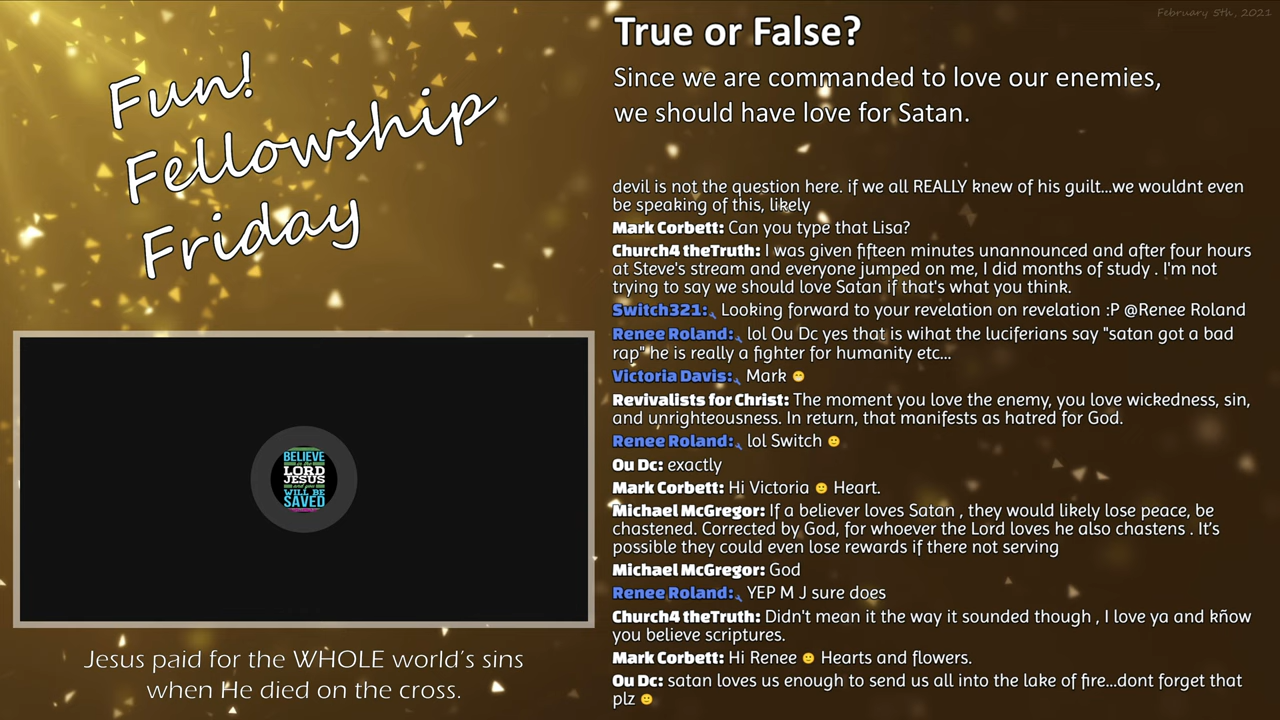 February 5th, 2021
Fun!
Fellowship
Friday
True or False?
Since we are commanded to love our enemies,
we should have love for Satan.
devil is not the question here. if we all REALLY knew of his guilt...we wouldnt even
be speaking of this, likely
Mark Corbett: Can you type that Lisa?
Church4 theTruth: I was given fifteen minutes unannounced and after four hours
at Steve's stream and everyone jumped on me, I did months of study . I'm not
trying to say we should love Satan if that's what you think.
Switch321: Looking forward to your revelation on revelation :P @Renee Roland
Renee Roland: lol Ou Dc yes that is wihat the luciferians say "satan got a bad
rap" he is really a fighter for humanity etc...
Victoria Davis: Mark 😁
Revivalists for Christ: The moment you love the enemy, you love wickedness, sin,
and unrighteousness. In return, that manifests as hatred for God.
Renee Roland: lol Switch 🙂
Ou Dc: exactly
Mark Corbett: Hi Victoria 🙂 Heart.
Michael McGregor: If a believer loves Satan , they would likely lose peace, be
chastened. Corrected by God, for whoever the Lord loves he also chastens . It’s
possible they could even lose rewards if there not serving
Michael McGregor: God
Renee Roland: YEP M J sure does
Church4 theTruth: Didn't mean it the way it sounded though , I love ya and kñow
you believe scriptures.
Mark Corbett: Hi Renee 🙂 Hearts and flowers.
Ou Dc: satan loves us enough to send us all into the lake of fire...dont forget that
plz 🙂
BELIEVE
in the
LORD
JESUS
and you
WILL BE
SAVED
Jesus paid for the WHOLE world’s sins
when He died on the cross.